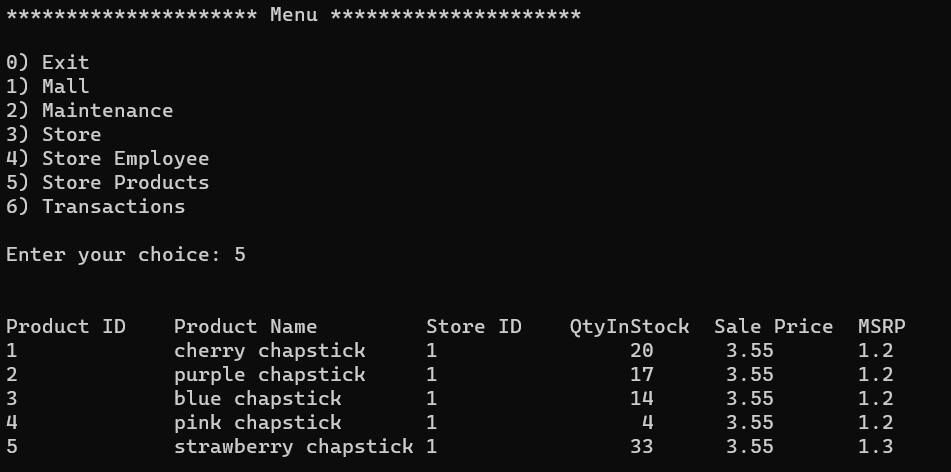 ********************* Menu *********************
0) Exit
1) Mall
2) Maintenance
3) Store
4) Store Employee
5) Store Products
6) Transactions
Enter your choice: 5
Product ID    Product Name         Store ID    QtyInStock  Sale Price  MSRP
1             cherry chapstick     1                20      3.55       1.2
2             purple chapstick     1                17      3.55       1.2
3             blue chapstick       1                14      3.55       1.2
4             pink chapstick       1                 4      3.55       1.2
5             strawberry chapstick 1                33      3.55       1.3